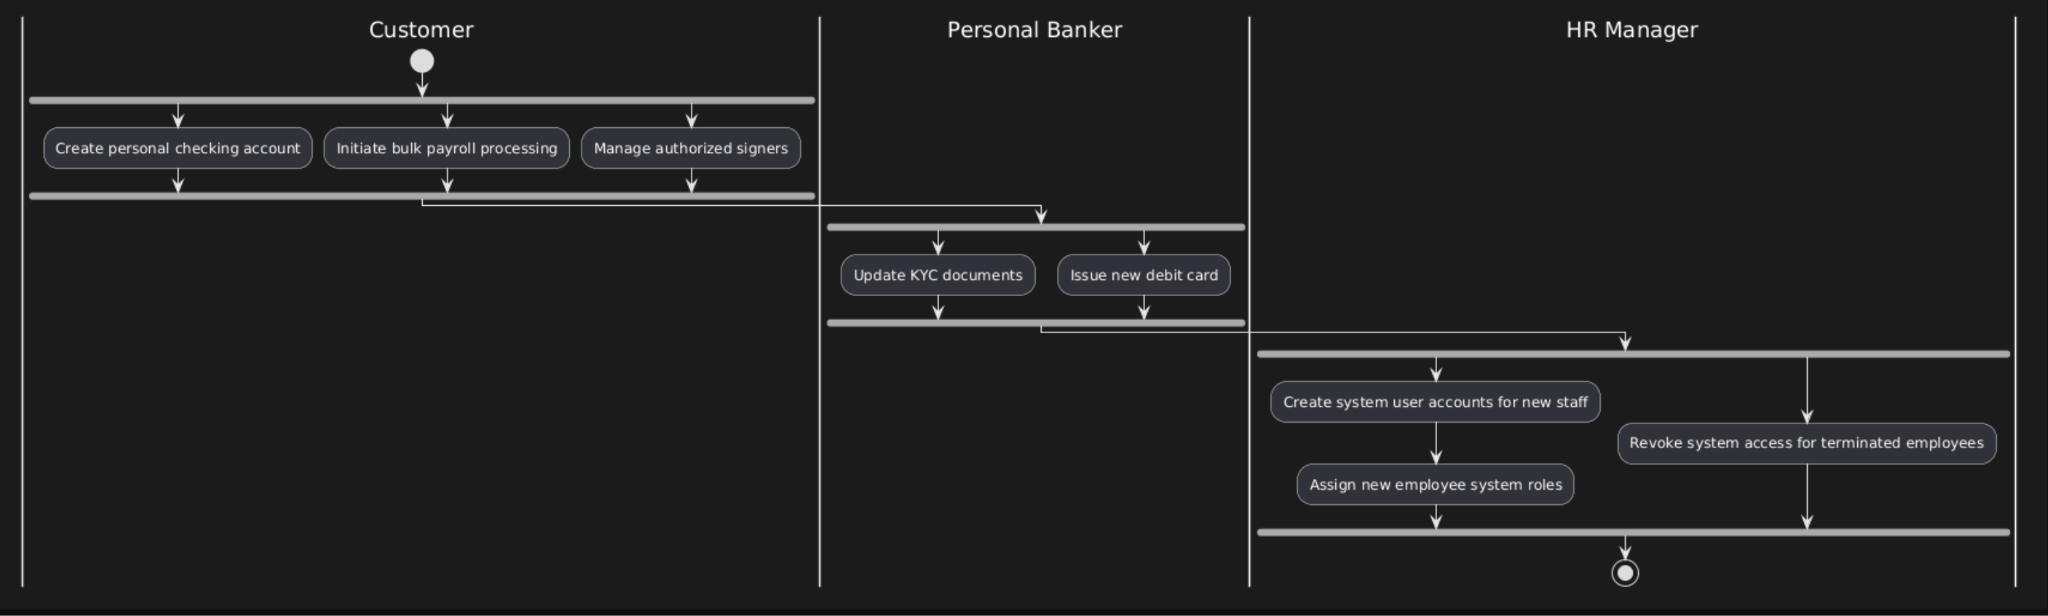 Customer
Personal Banker
HR Manager
Create personal checking account
Initiate bulk payroll processing
Manage authorized signers
Update KYC documents
Issue new debit card
Create system user accounts for new staff
Revoke system access for terminated employees
Assign new employee system roles